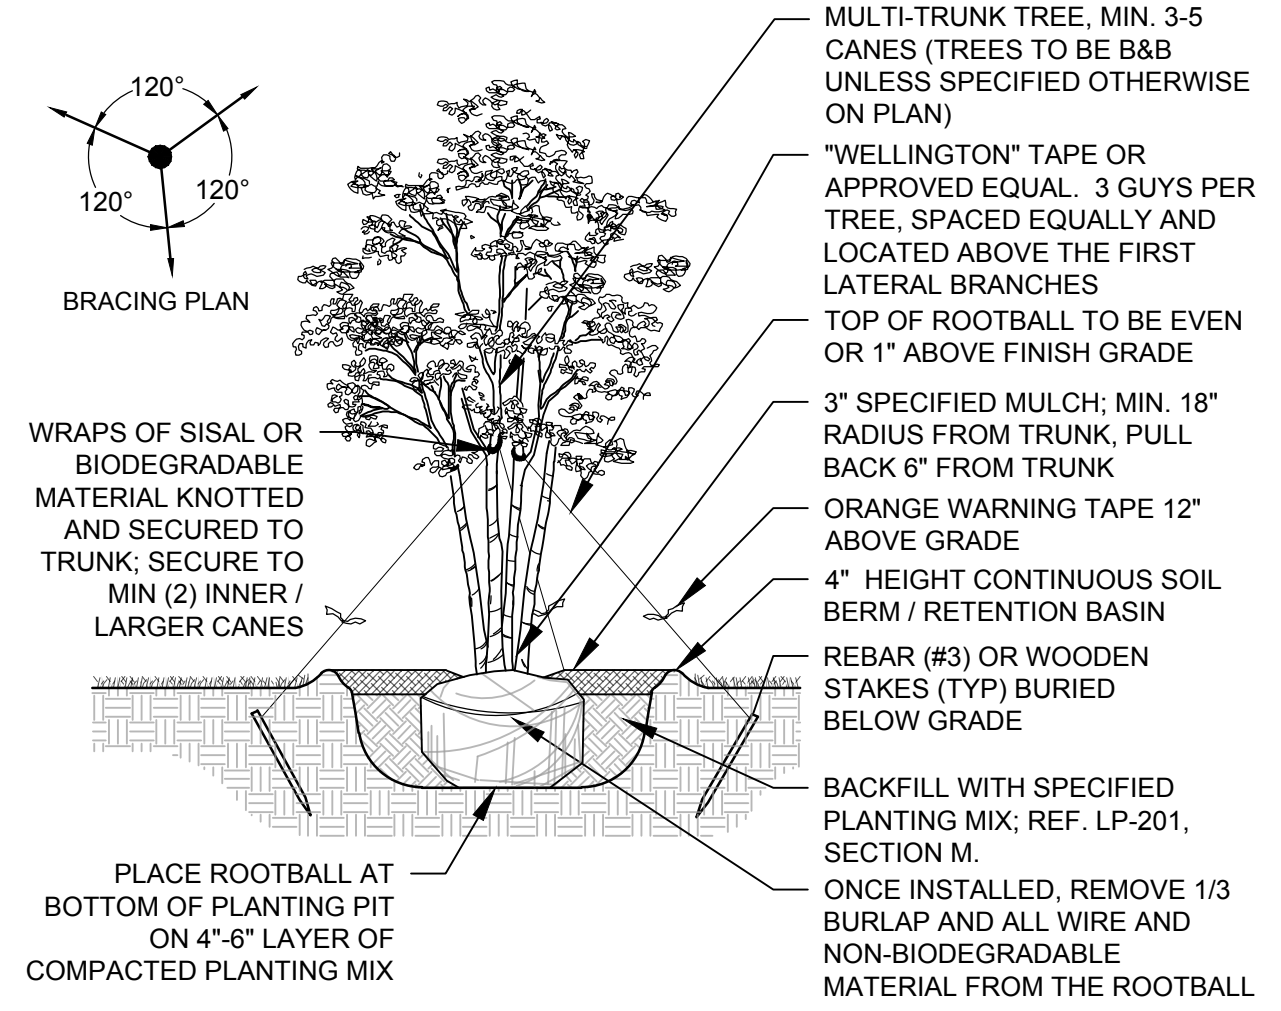 120°
120°
120°
BRACING PLAN
WRAPS OF SISAL OR
BIODEGRADABLE
MATERIAL KNOTTED
AND SECURED TO
TRUNK; SECURE TO
MIN (2) INNER /
LARGER CANES
PLACE ROOTBALL AT
BOTTOM OF PLANTING PIT
ON 4"-6" LAYER OF
COMPACTED PLANTING MIX
MULTI-TRUNK TREE, MIN. 3-5
CANES (TREES TO BE B&B
UNLESS SPECIFIED OTHERWISE
ON PLAN)
"WELLINGTON" TAPE OR
APPROVED EQUAL.  3 GUYS PER
TREE, SPACED EQUALLY AND
LOCATED ABOVE THE FIRST
LATERAL BRANCHES
TOP OF ROOTBALL TO BE EVEN
OR 1" ABOVE FINISH GRADE
3" SPECIFIED MULCH; MIN. 18"
RADIUS FROM TRUNK, PULL
BACK 6" FROM TRUNK
ORANGE WARNING TAPE 12"
ABOVE GRADE
4"  HEIGHT CONTINUOUS SOIL
BERM / RETENTION BASIN
REBAR (#3) OR WOODEN
STAKES (TYP) BURIED
BELOW GRADE
BACKFILL WITH SPECIFIED
PLANTING MIX; REF. LP-201,
SECTION M.
ONCE INSTALLED, REMOVE 1/3
BURLAP AND ALL WIRE AND
NON-BIODEGRADABLE
MATERIAL FROM THE ROOTBALL